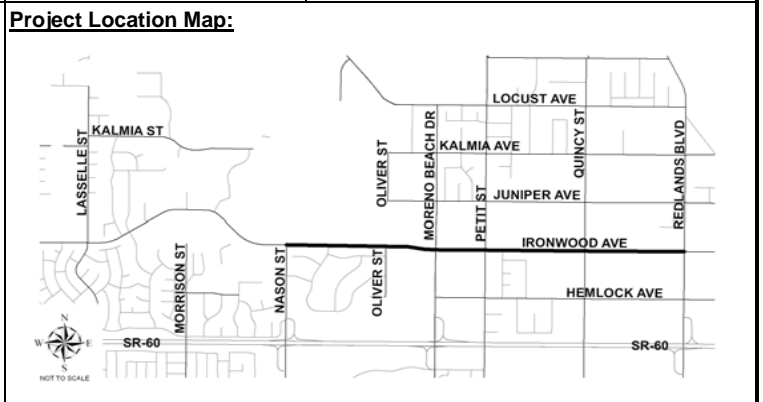 Project Location Map:
LOCUST AVE
KALMIA ST
KALMIA AVE
LASSELLE ST
OLIVER ST
MORENO BEACH DR
PETIT ST
QUINCY ST
REDLANDS BLVD
JUNIPER AVE
IRONWOOD AVE
MORRISON ST
NASON ST
OLIVER ST
HEMLOCK AVE
N
W E
S
SR-60
SR-60
NOT TO SCALE